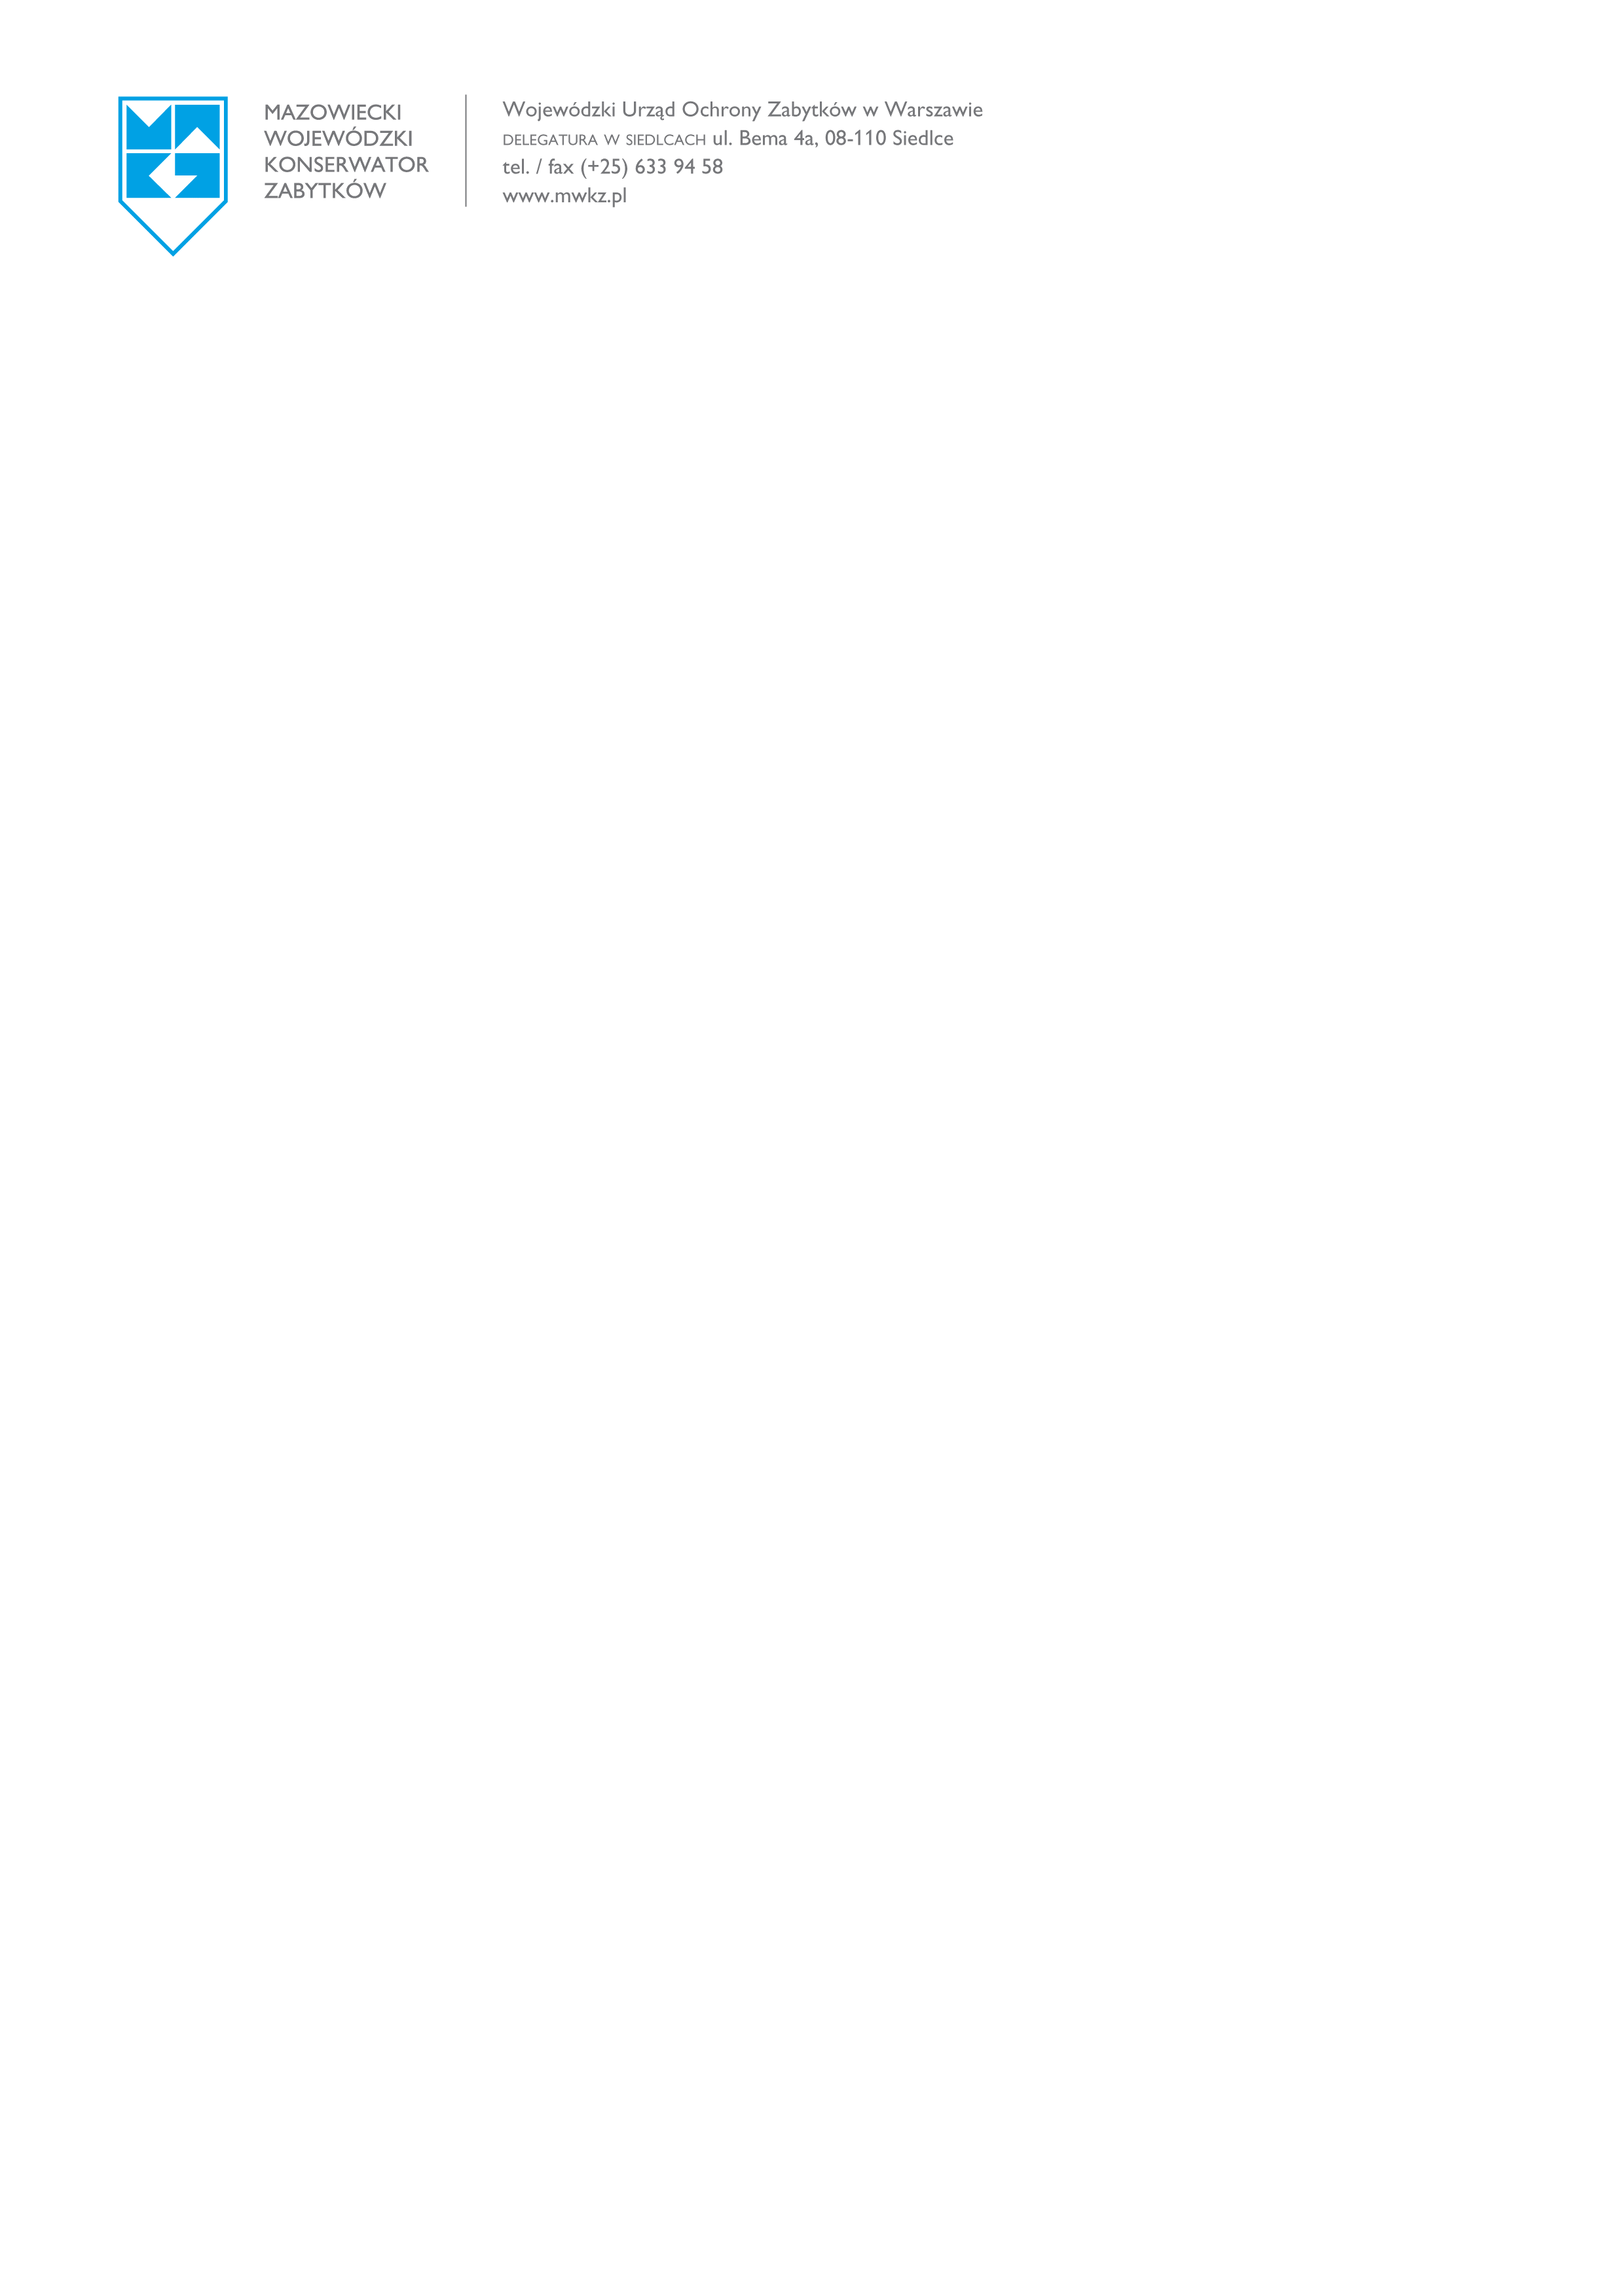 MAZOWIECKI
WOJEWÓDZKI
KONSERWATOR
ZABYTKÓW
Wojewódzki Urząd Ochrony Zabytków w Warszawie
DELEGATURA W SIEDLCACH ul. Bema 4a, 08-110 Siedlce
tel. / fax (+25) 633 94 58
www.mwkz.pl